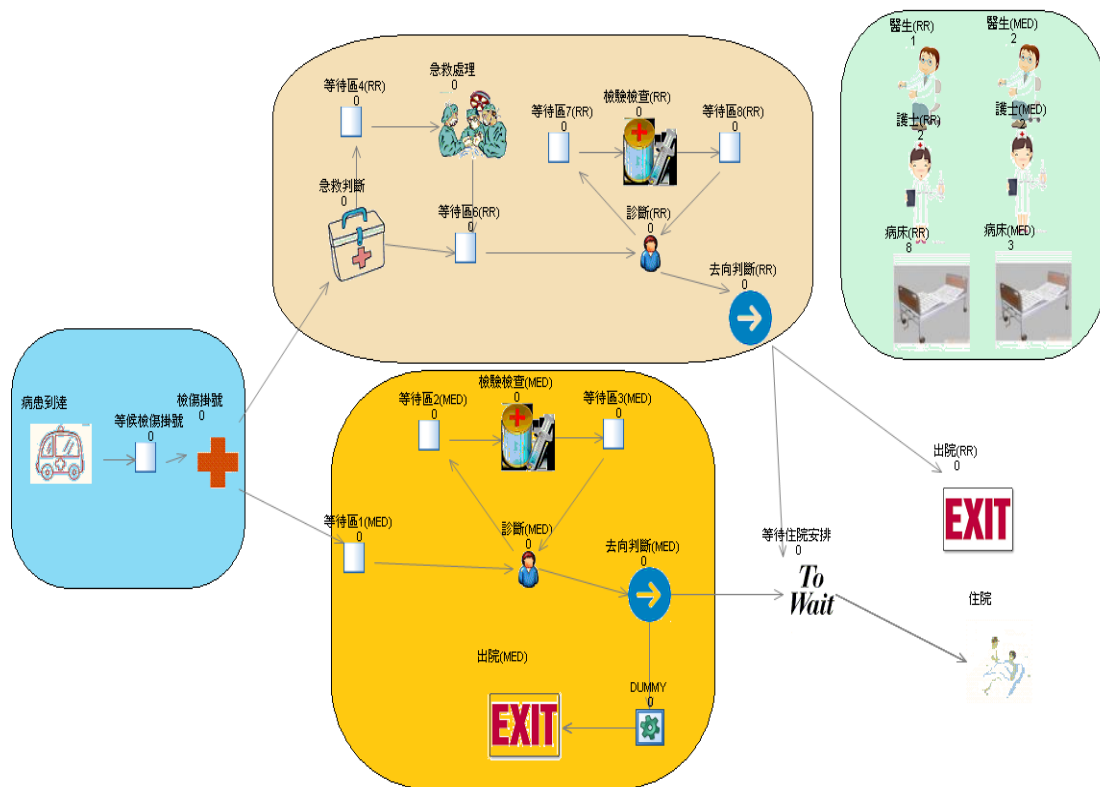 醫生(RR)
1
醫生(MED)
2
護士(RR)
2
護士(MED)
2
病床(RR)
8
病床(MED)
3
等待區4(RR)
0
急救處理
0
等待區7(RR)
0
檢驗檢查(RR)
0
等待區8(RR)
0
急救判斷
0
等待區6(RR)
0
診斷(RR)
0
去向判斷(RR)
0
病患到達
等候檢傷掛號
0
檢傷掛號
0
等待區2(MED)
0
檢驗檢查(MED)
0
等待區3(MED)
0
等待區1(MED)
0
診斷(MED)
0
去向判斷(MED)
0
出院(MED)
EXIT
DUMMY
0
等待住院安排
0
To
Wait
出院(RR)
0
EXIT
住院